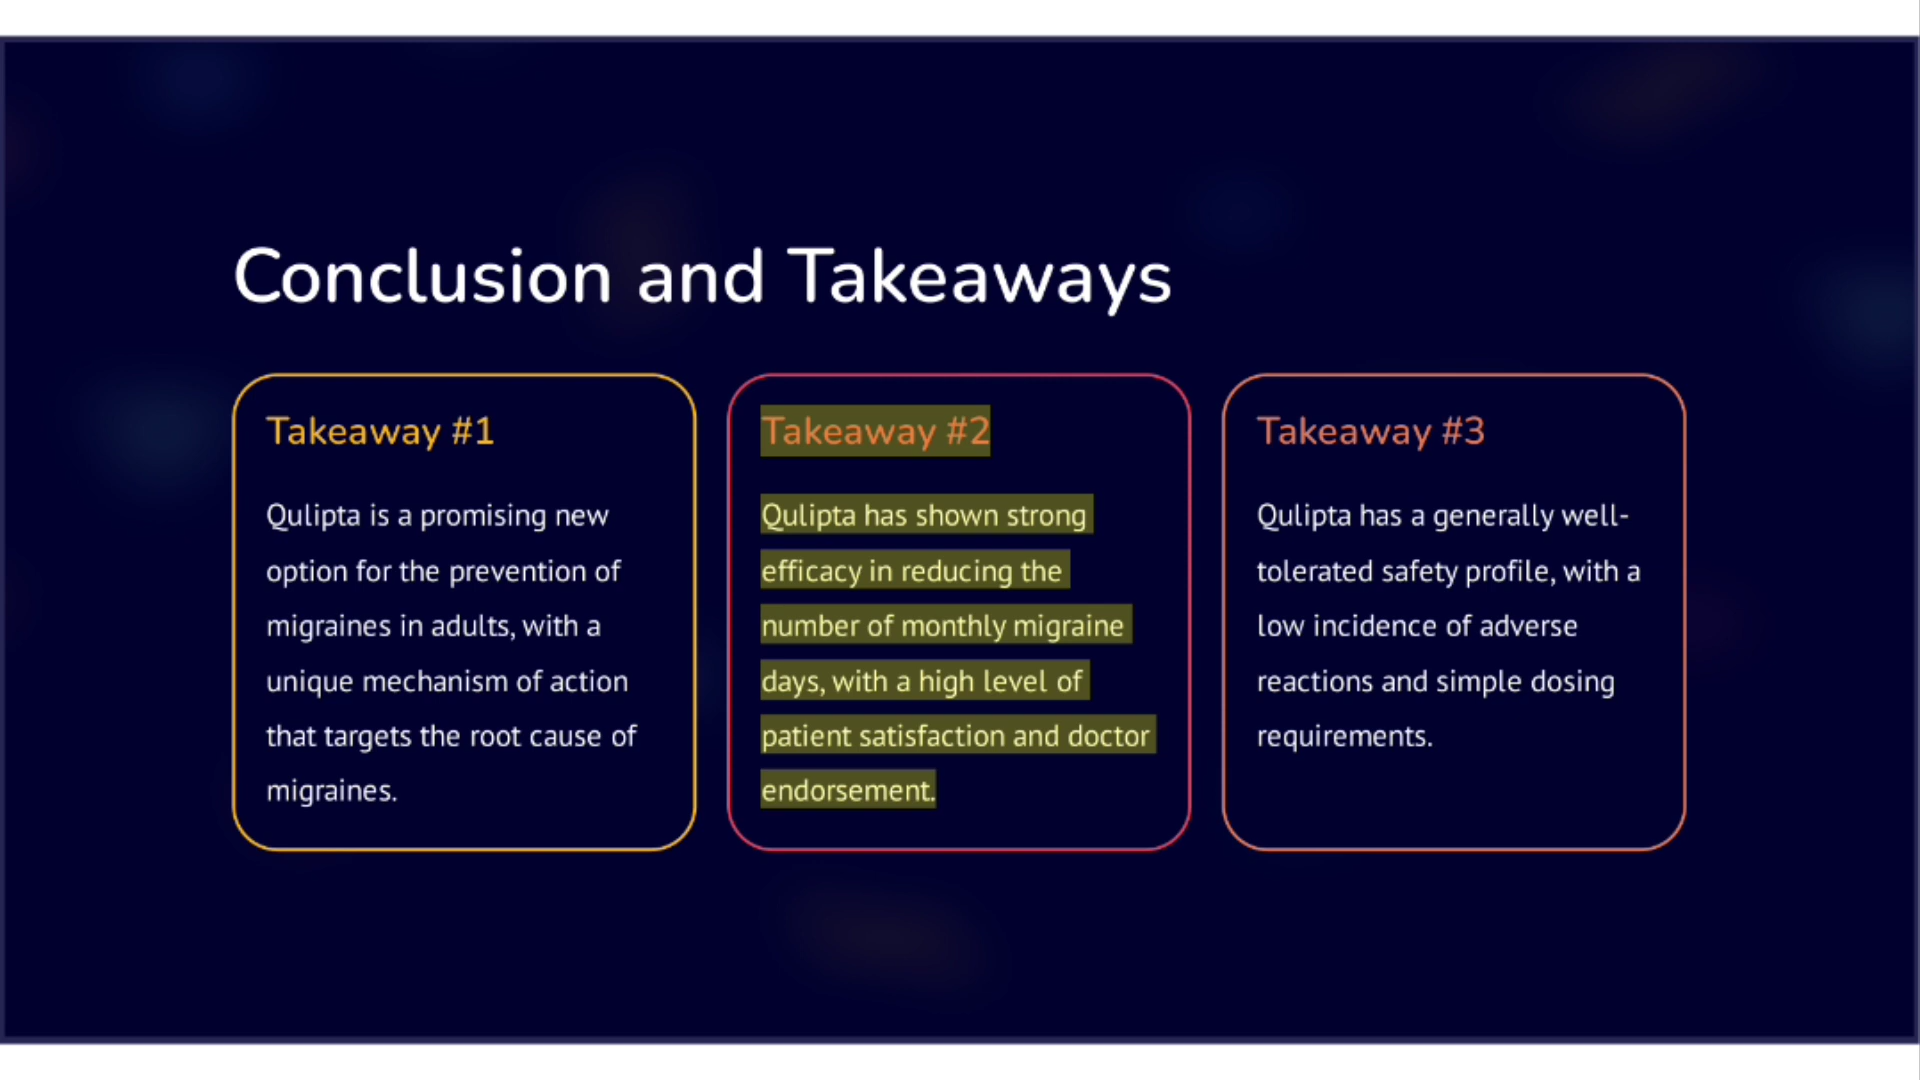 Conclusion and Takeaways
Takeaway #1
Qulipta is a promising new
option for the prevention of
migraines in adults, with a
unique mechanism of action
that targets the root cause of
migraines.
Takeaway #2
Qulipta has shown strong
efficacy in reducing the
number of monthly migraine
days, with a high level of
patient satisfaction and doctor
endorsement.
Takeaway #3
Qulipta has a generally well-
tolerated safety profile, with a
low incidence of adverse
reactions and simple dosing
requirements.